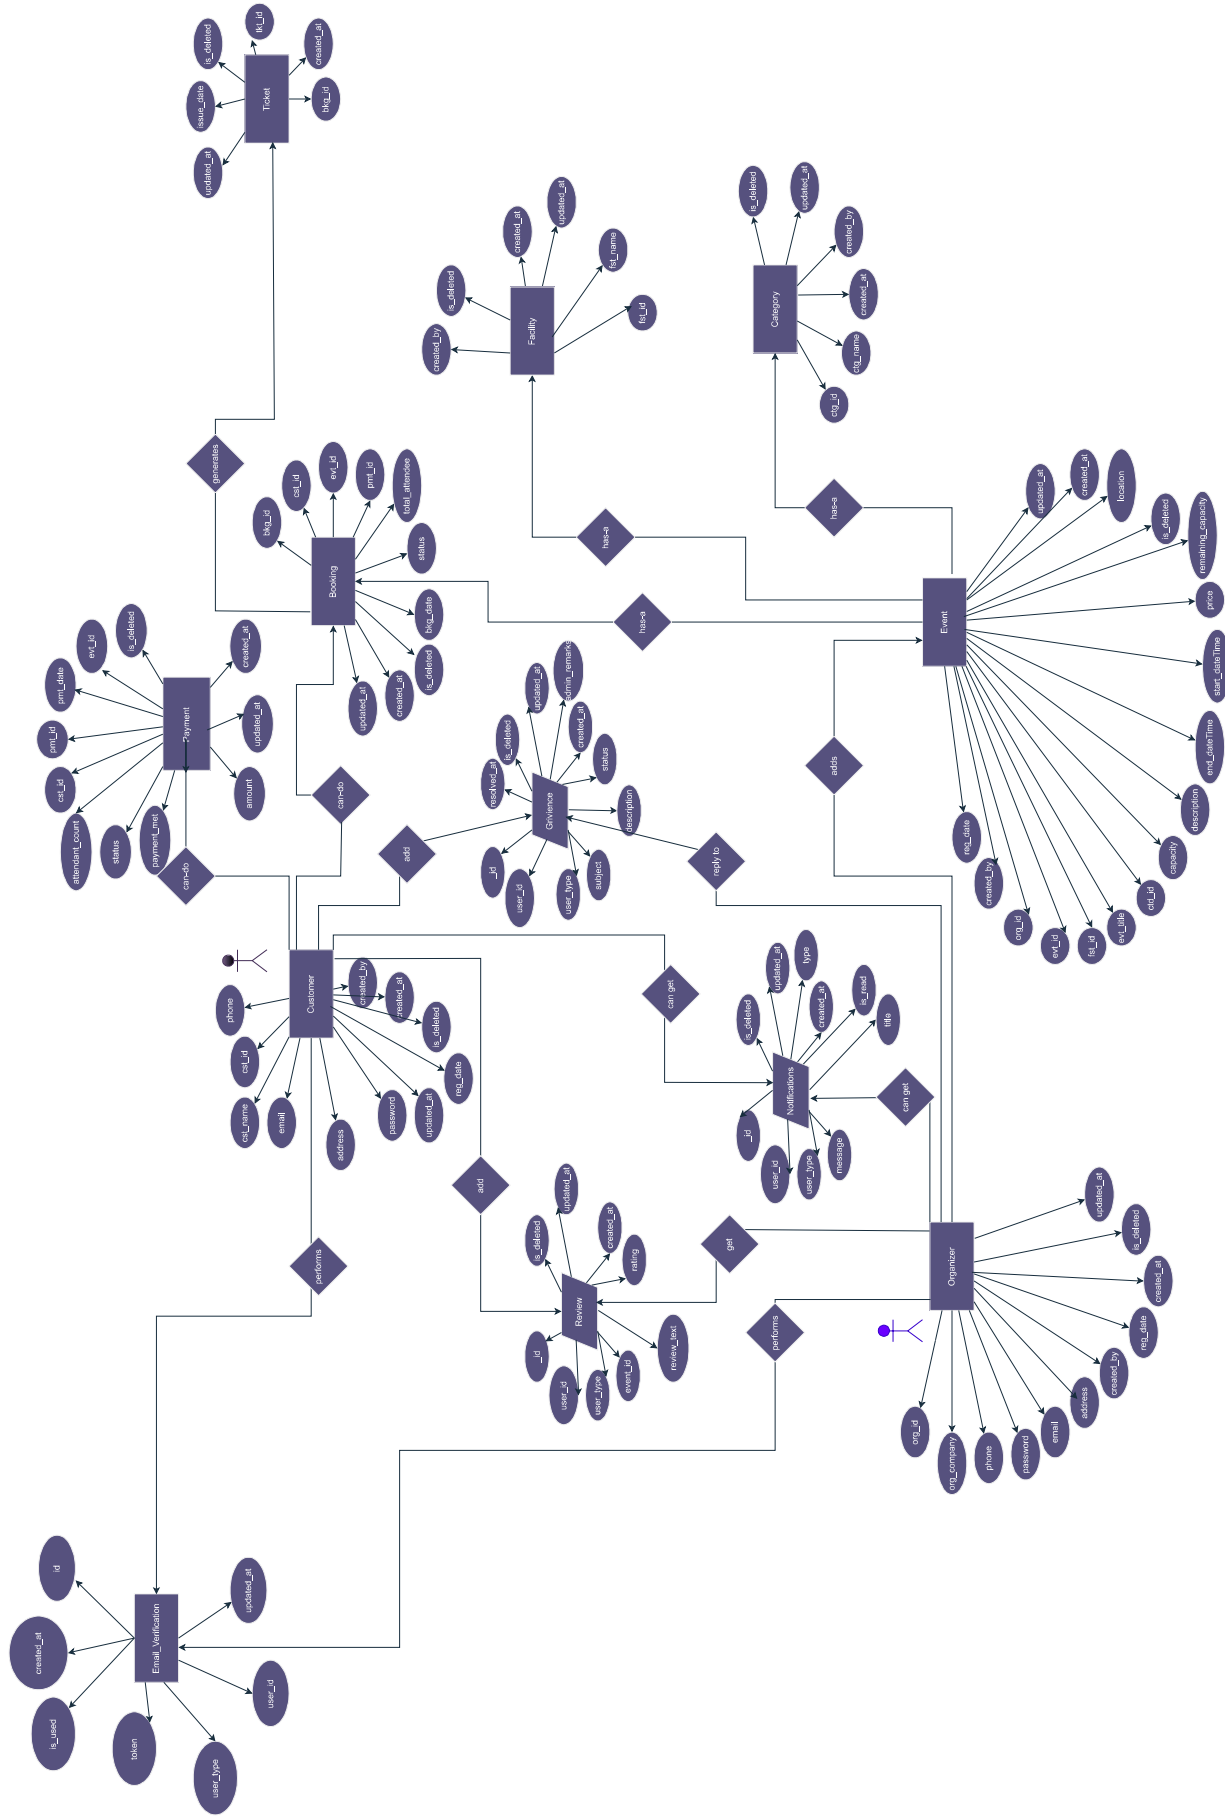 tkt_id
is_deleted
created_at
issue_date
Ticket
bkg_id
updated_at
generates
is_deleted
created_at
updated_at
fst_name
created_by
Facility
fst_id
is_deleted
updated_at
created_by
Category
created_at
ctg_name
ctg_id
bkg_id
cst_id
evt_id
pmt_id
total_attendee
Booking
status
bkg_date
is_deleted
created_at
updated_at
has-a
has-a
has-a
pmt_id
pmt_date
evt_id
is_deleted
created_at
cst_id
Payment
updated_at
attendant_count
status
payment_met
amount
can-do
can-do
updated_at
created_at
location
is_deleted
remaining_capacity
price
Event
start_dateTime
end_dateTime
description
capacity
ctd_id
evt_title
fst_id
evt_id
org_id
created_by
reg_date
adds
add
reply to
resolved_at
is_deleted
updated_at
admin_remarks
created_at
status
Grivience
description
_id
user_id
user_type
subject
phone
Customer
created_by
created_at
is_deleted
cst_id
cst_name
email
address
password
updated_at
reg_date
can get
is_deleted
updated_at
type
created_at
is_read
title
Notifications
_id
user_id
user_type
message
can get
add
performs
get
performs
is_deleted
updated_at
created_at
rating
Review
_id
user_id
user_type
event_id
review_text
updated_at
is_deleted
created_at
Organizer
reg_date
created_by
address
email
password
phone
org_company
org_id
id
created_at
is_used
Email_Verification
updated_at
token
user_type
user_id